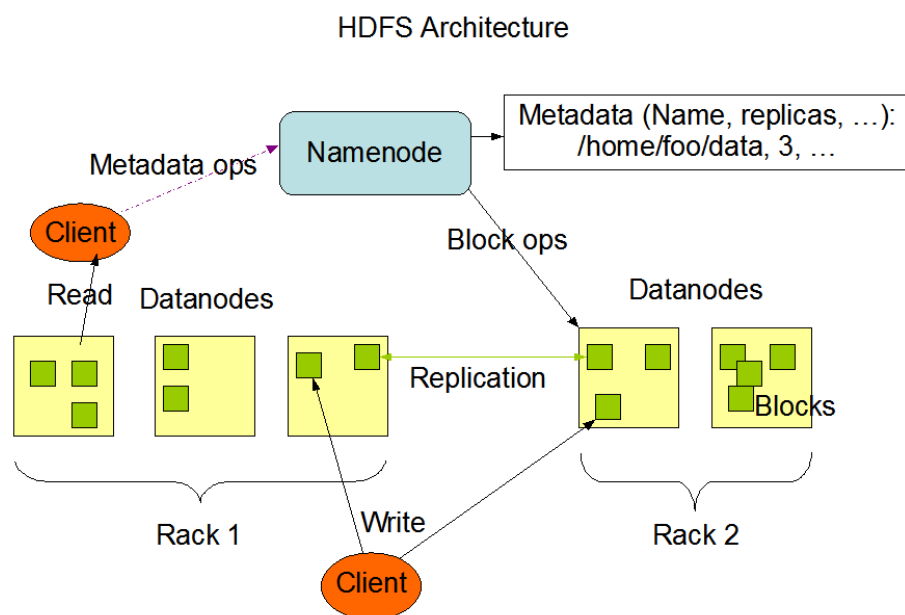 HDFS Architecture
Metadata (Name, replicas, …):
/home/foo/data, 3, …
Namenode
Metadata ops
Client
Block ops
Read
Datanodes
Datanodes
Replication
Blocks
Rack 1
Write
Rack 2
Client